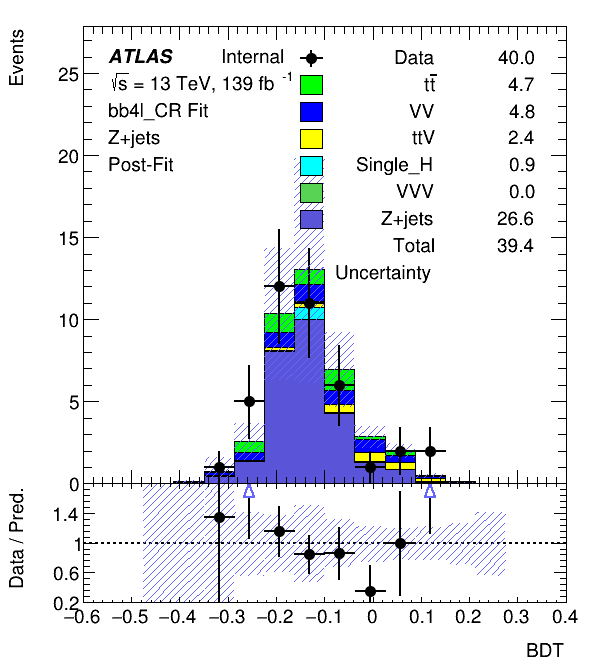 Events
ATLAS Internal
√s = 13 TeV, 139 fb -1
bb4l_CR Fit
Z+jets
Post-Fit
Data 40.0
tt̅ 4.7
VV 4.8
ttV 2.4
Single_H 0.9
VVV 0.0
Z+jets 26.6
Total 39.4
Uncertainty
25
20
15
10
5
0
Data / Pred.
1.4
1
0.6
0.2
−0.6 −0.5 −0.4 −0.3 −0.2 −0.1 0 0.1 0.2 0.3 0.4
BDT